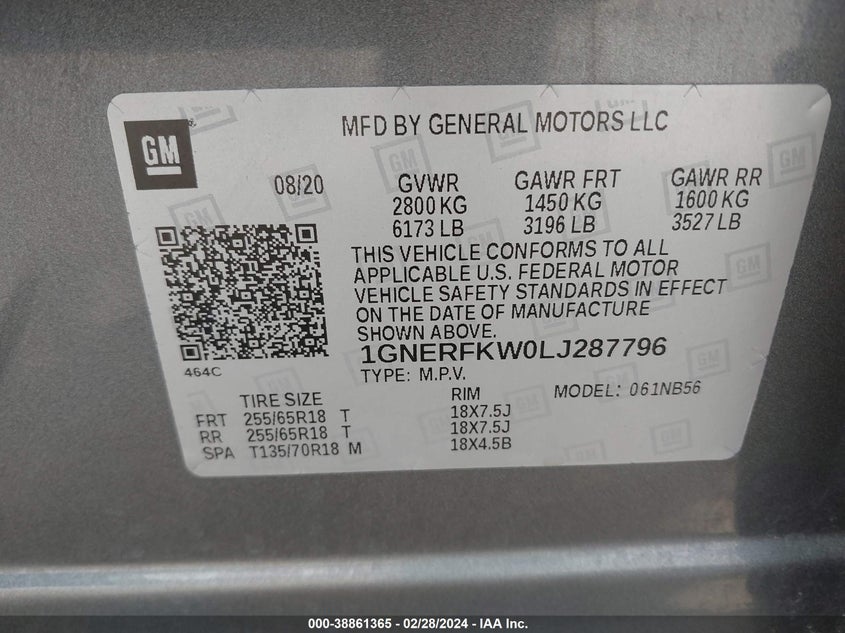 GM
MFD BY GENERAL MOTORS LLC
08/20
GVWR GAWR FRT GAWR RR
2800 KG 1450 KG 1600 KG
6173 LB 3196 LB 3527 LB
THIS VEHICLE CONFORMS TO ALL
APPLICABLE U.S. FEDERAL MOTOR
VEHICLE SAFETY STANDARDS IN EFFECT
ON THE DATE OF MANUFACTURE
SHOWN ABOVE.
1GNERFKW0LJ287796
464C
TYPE: M.P.V. MODEL: 061NB56
TIRE SIZE RIM
FRT 255/65R18 T 18X7.5J
RR 255/65R18 T 18X7.5J
SPA T135/70R18 M 18X4.5B
000-38861365 - 02/28/2024 - IAA Inc.